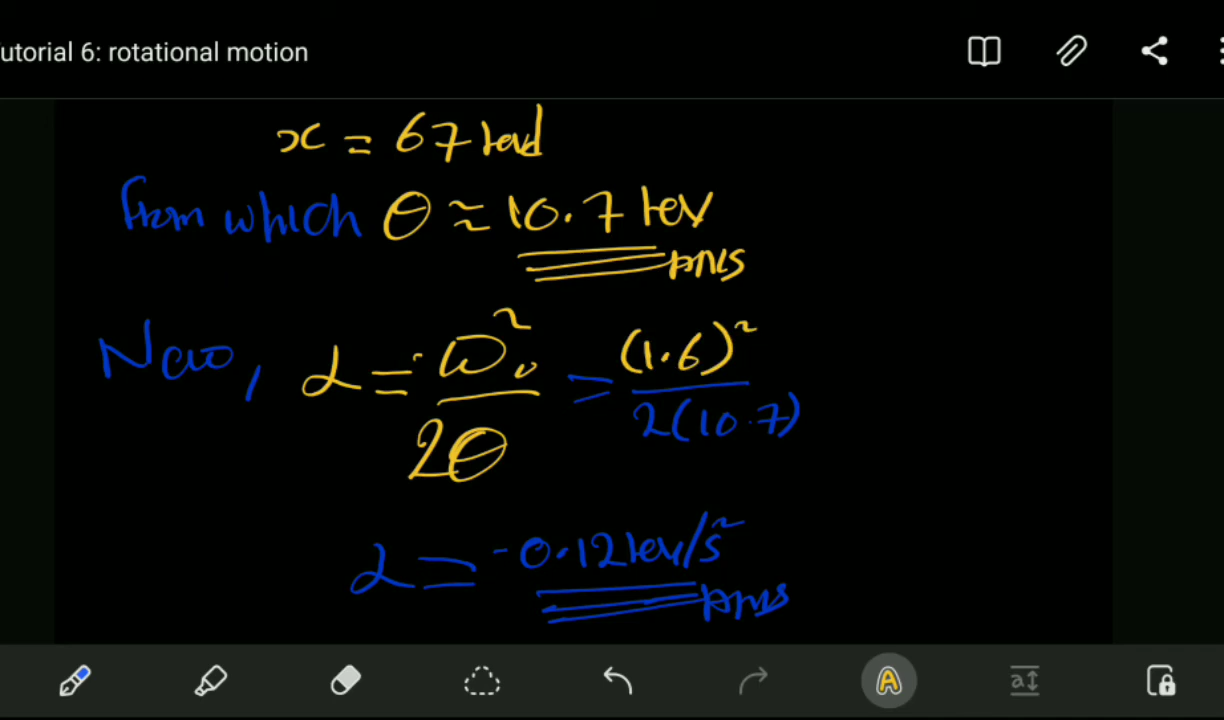 utorial 6: rotational motion
x = 67 rad
from which θ ≈ 10.7 rev
ans
Now, α = -ω₀² / 2θ = (1.6)² / 2(10.7)
α = -0.12 rev/s²
ans
A
a